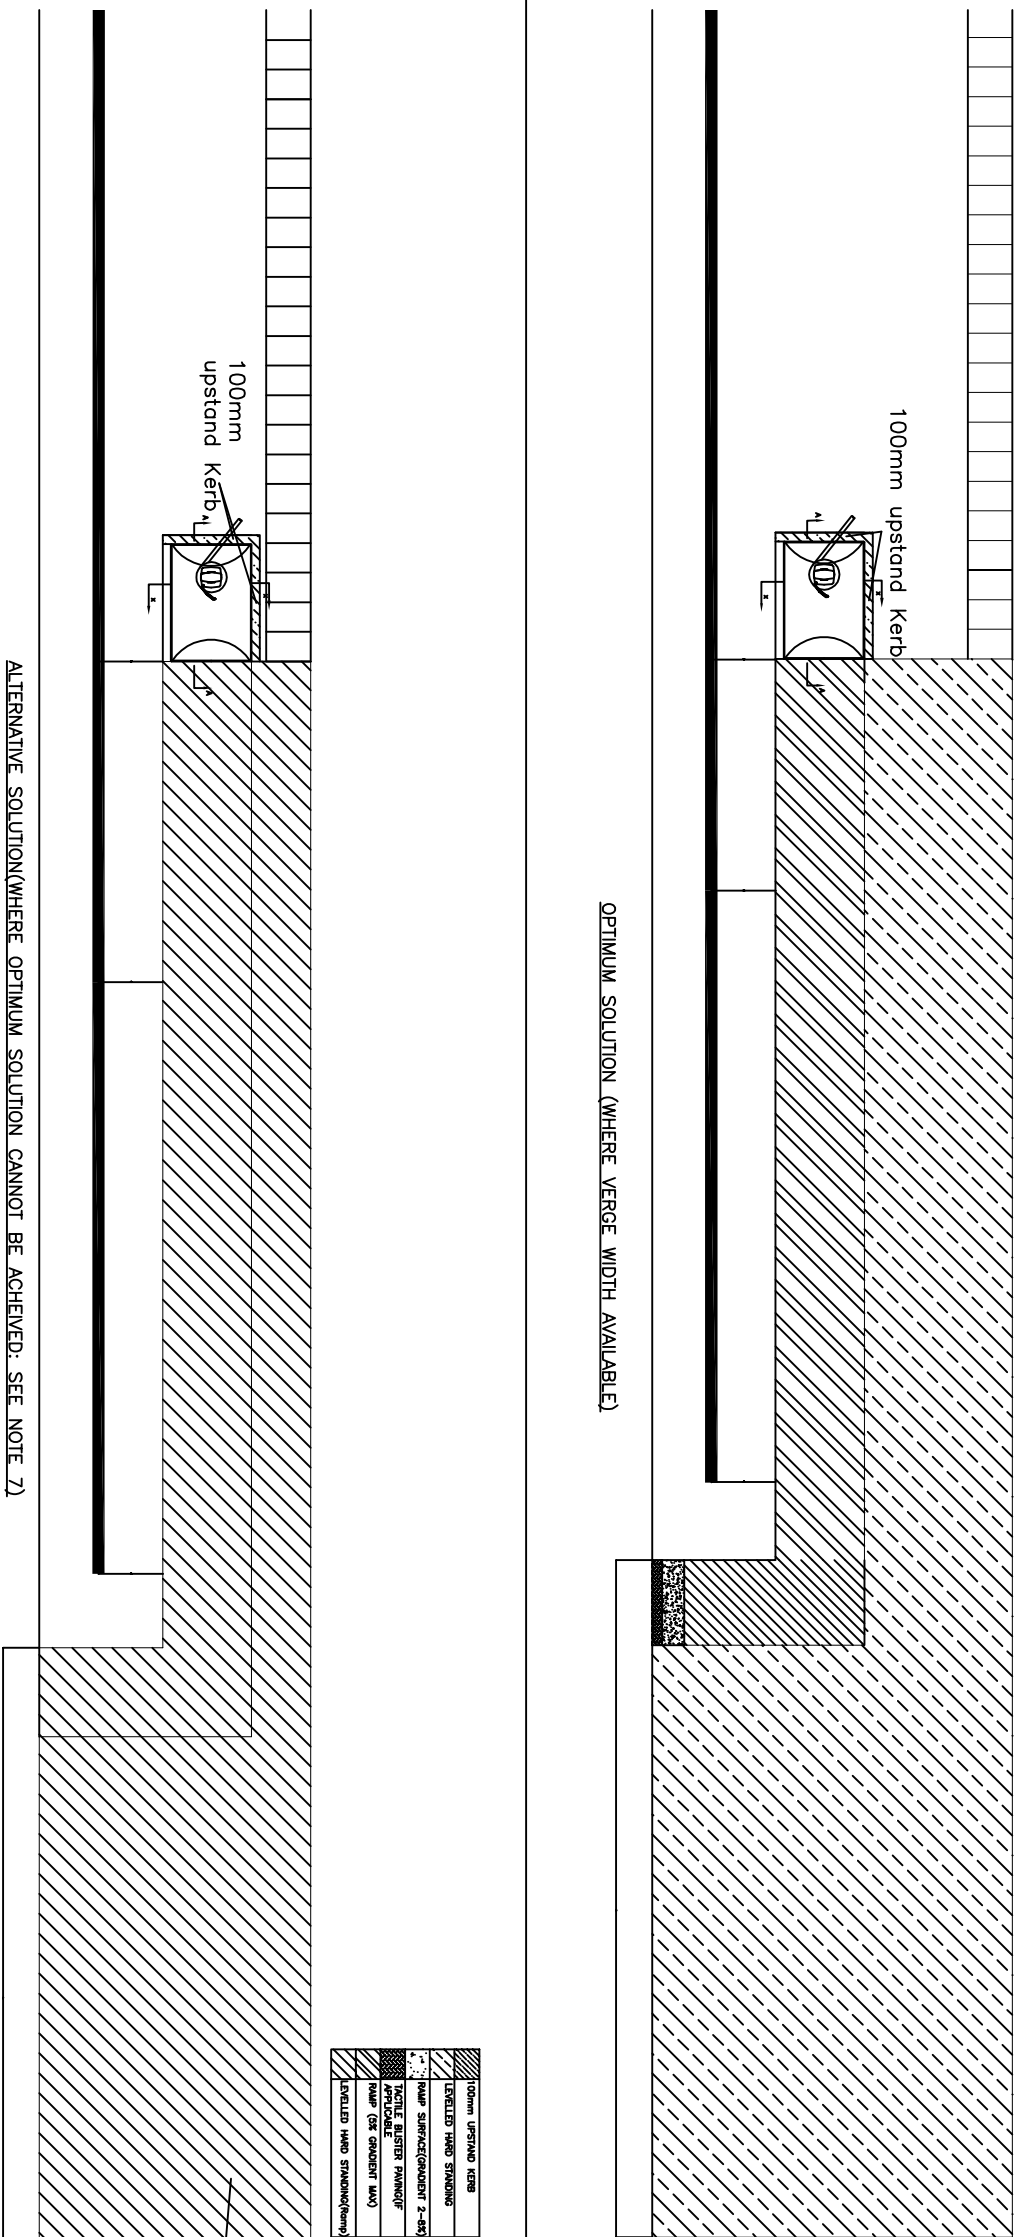 100mm upstand Kerb
OPTIMUM SOLUTION (WHERE VERGE WIDTH AVAILABLE)
100mm UPSTAND KERB
LEVELLED HARD STANDING
RAMP SURFACE(GRADIENT 2-8%)
TACTILE BLISTER PAVING(IF
APPLICABLE
RAMP (5% GRADIENT MAX)
LEVELLED HARD STANDING(Ramp)
100mm
upstand Kerb
ALTERNATIVE SOLUTION(WHERE OPTIMUM SOLUTION CANNOT BE ACHEIVED: SEE NOTE 7)